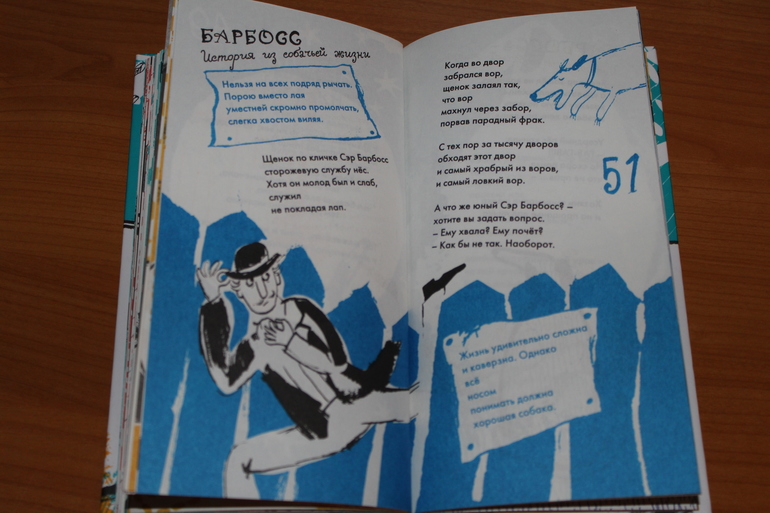 БАРБОСС
История из собачьей жизни
Нельзя на всех подряд рычать.
Порою вместо лая
уместней скромно промолчать,
слегка хвостом виляя.
Щенок по кличке Сэр Барбосс
сторожевую службу нёс.
Хотя он молод был и слаб,
служил
не покладая лап.
Когда во двор
забрался вор,
щенок залаял так,
что вор
махнул через забор,
порвав парадный фрак.
С тех пор за тысячу дворов
обходят этот двор
и самый храбрый из воров,
и самый ловкий вор.
А что же юный Сэр Барбосс? –
хотите вы задать вопрос.
– Ему хвала? Ему почёт?
– Как бы не так. Наоборот.
51
Жизнь удивительно сложна
и каверзна. Однако
всё
носом
понимать должна
хорошая собака.